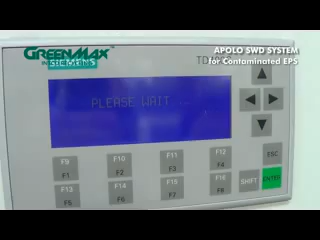 GREENMAX
APOLO SWD SYSTEM
for Contaminated EPS
SIEMENS
TD
PLEASE WAIT ..
F9
F10
F11
F12
ESC
F1
F2
F3
F4
F13
F14
F15
F16
SHIFT
ENTER
F5
F6
F7
F8